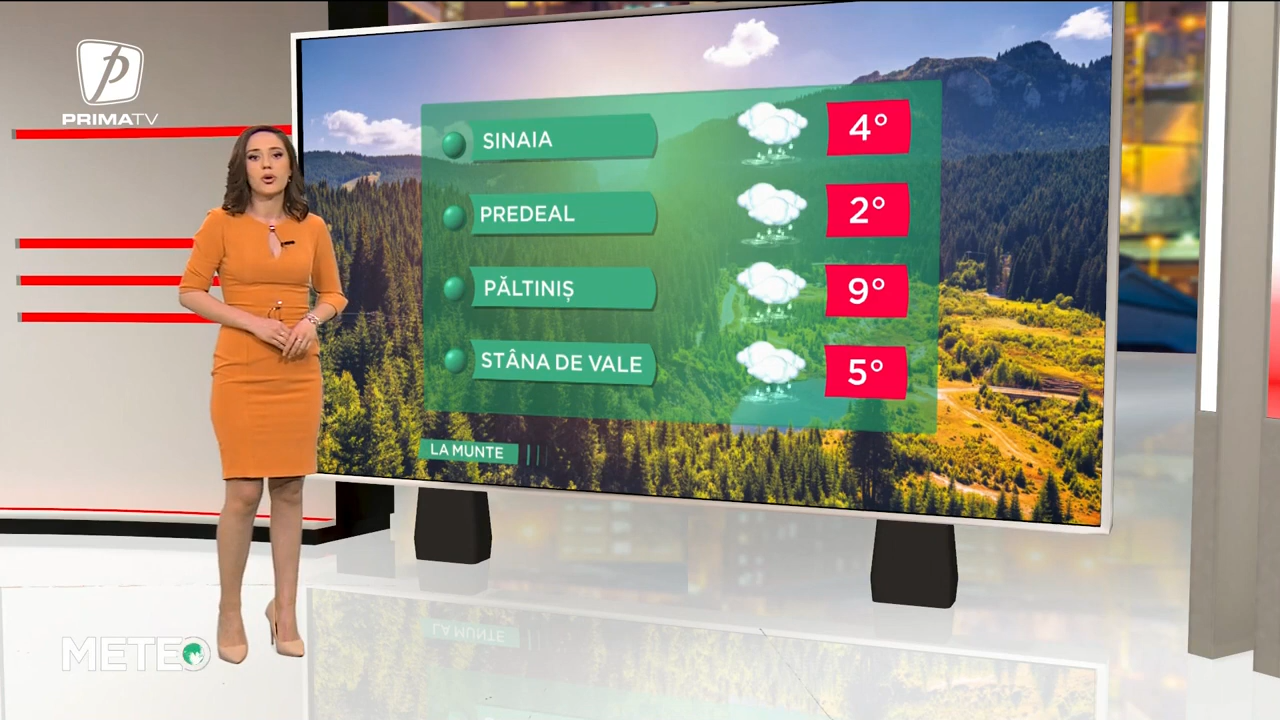 PRIMATV
SINAIA
4°
PREDEAL
2°
PĂLTINIȘ
9°
STÂNA DE VALE
5°
LA MUNTE
METEO